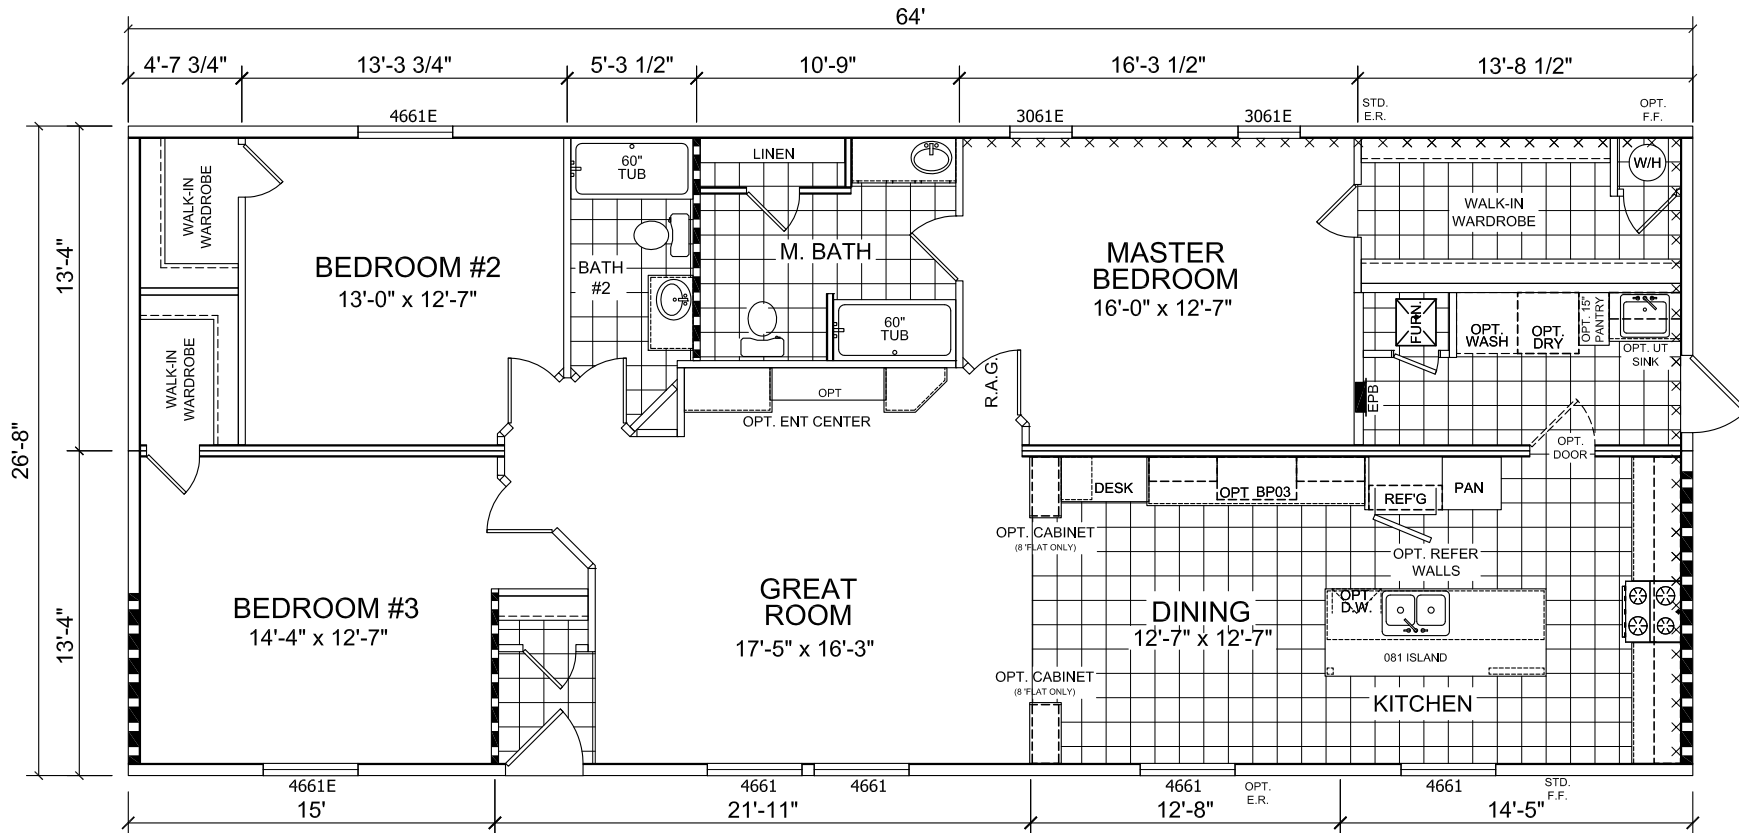 64'
4'-7 3/4"
13'-3 3/4"
5'-3 1/2"
10'-9"
16'-3 1/2"
13'-8 1/2"
4661E
3061E
3061E
STD.
E.R.
OPT.
F.F.
26'-8"
13'-4"
13'-4"
WALK-IN
WARDROBE
WALK-IN
WARDROBE
BEDROOM #2
13'-0" x 12'-7"
60"
TUB
BATH
#2
LINEN
M. BATH
60"
TUB
MASTER
BEDROOM
16'-0" x 12'-7"
WALK-IN
WARDROBE
W/H
FURN.
OPT.
WASH
OPT.
DRY
OPT. 15"
PANTRY
OPT. UT
SINK
EPB
R.A.G.
OPT
OPT. ENT CENTER
OPT.
DOOR
DESK
OPT BP03
REF'G
PAN
OPT. CABINET
(8 'FLAT ONLY)
OPT. REFER
WALLS
BEDROOM #3
14'-4" x 12'-7"
GREAT
ROOM
17'-5" x 16'-3"
DINING
12'-7" x 12'-7"
OPT.
D.W.
081 ISLAND
OPT. CABINET
(8 'FLAT ONLY)
KITCHEN
4661E
4661
4661
4661
OPT.
E.R.
4661
STD.
F.F.
15'
21'-11"
12'-8"
14'-5"